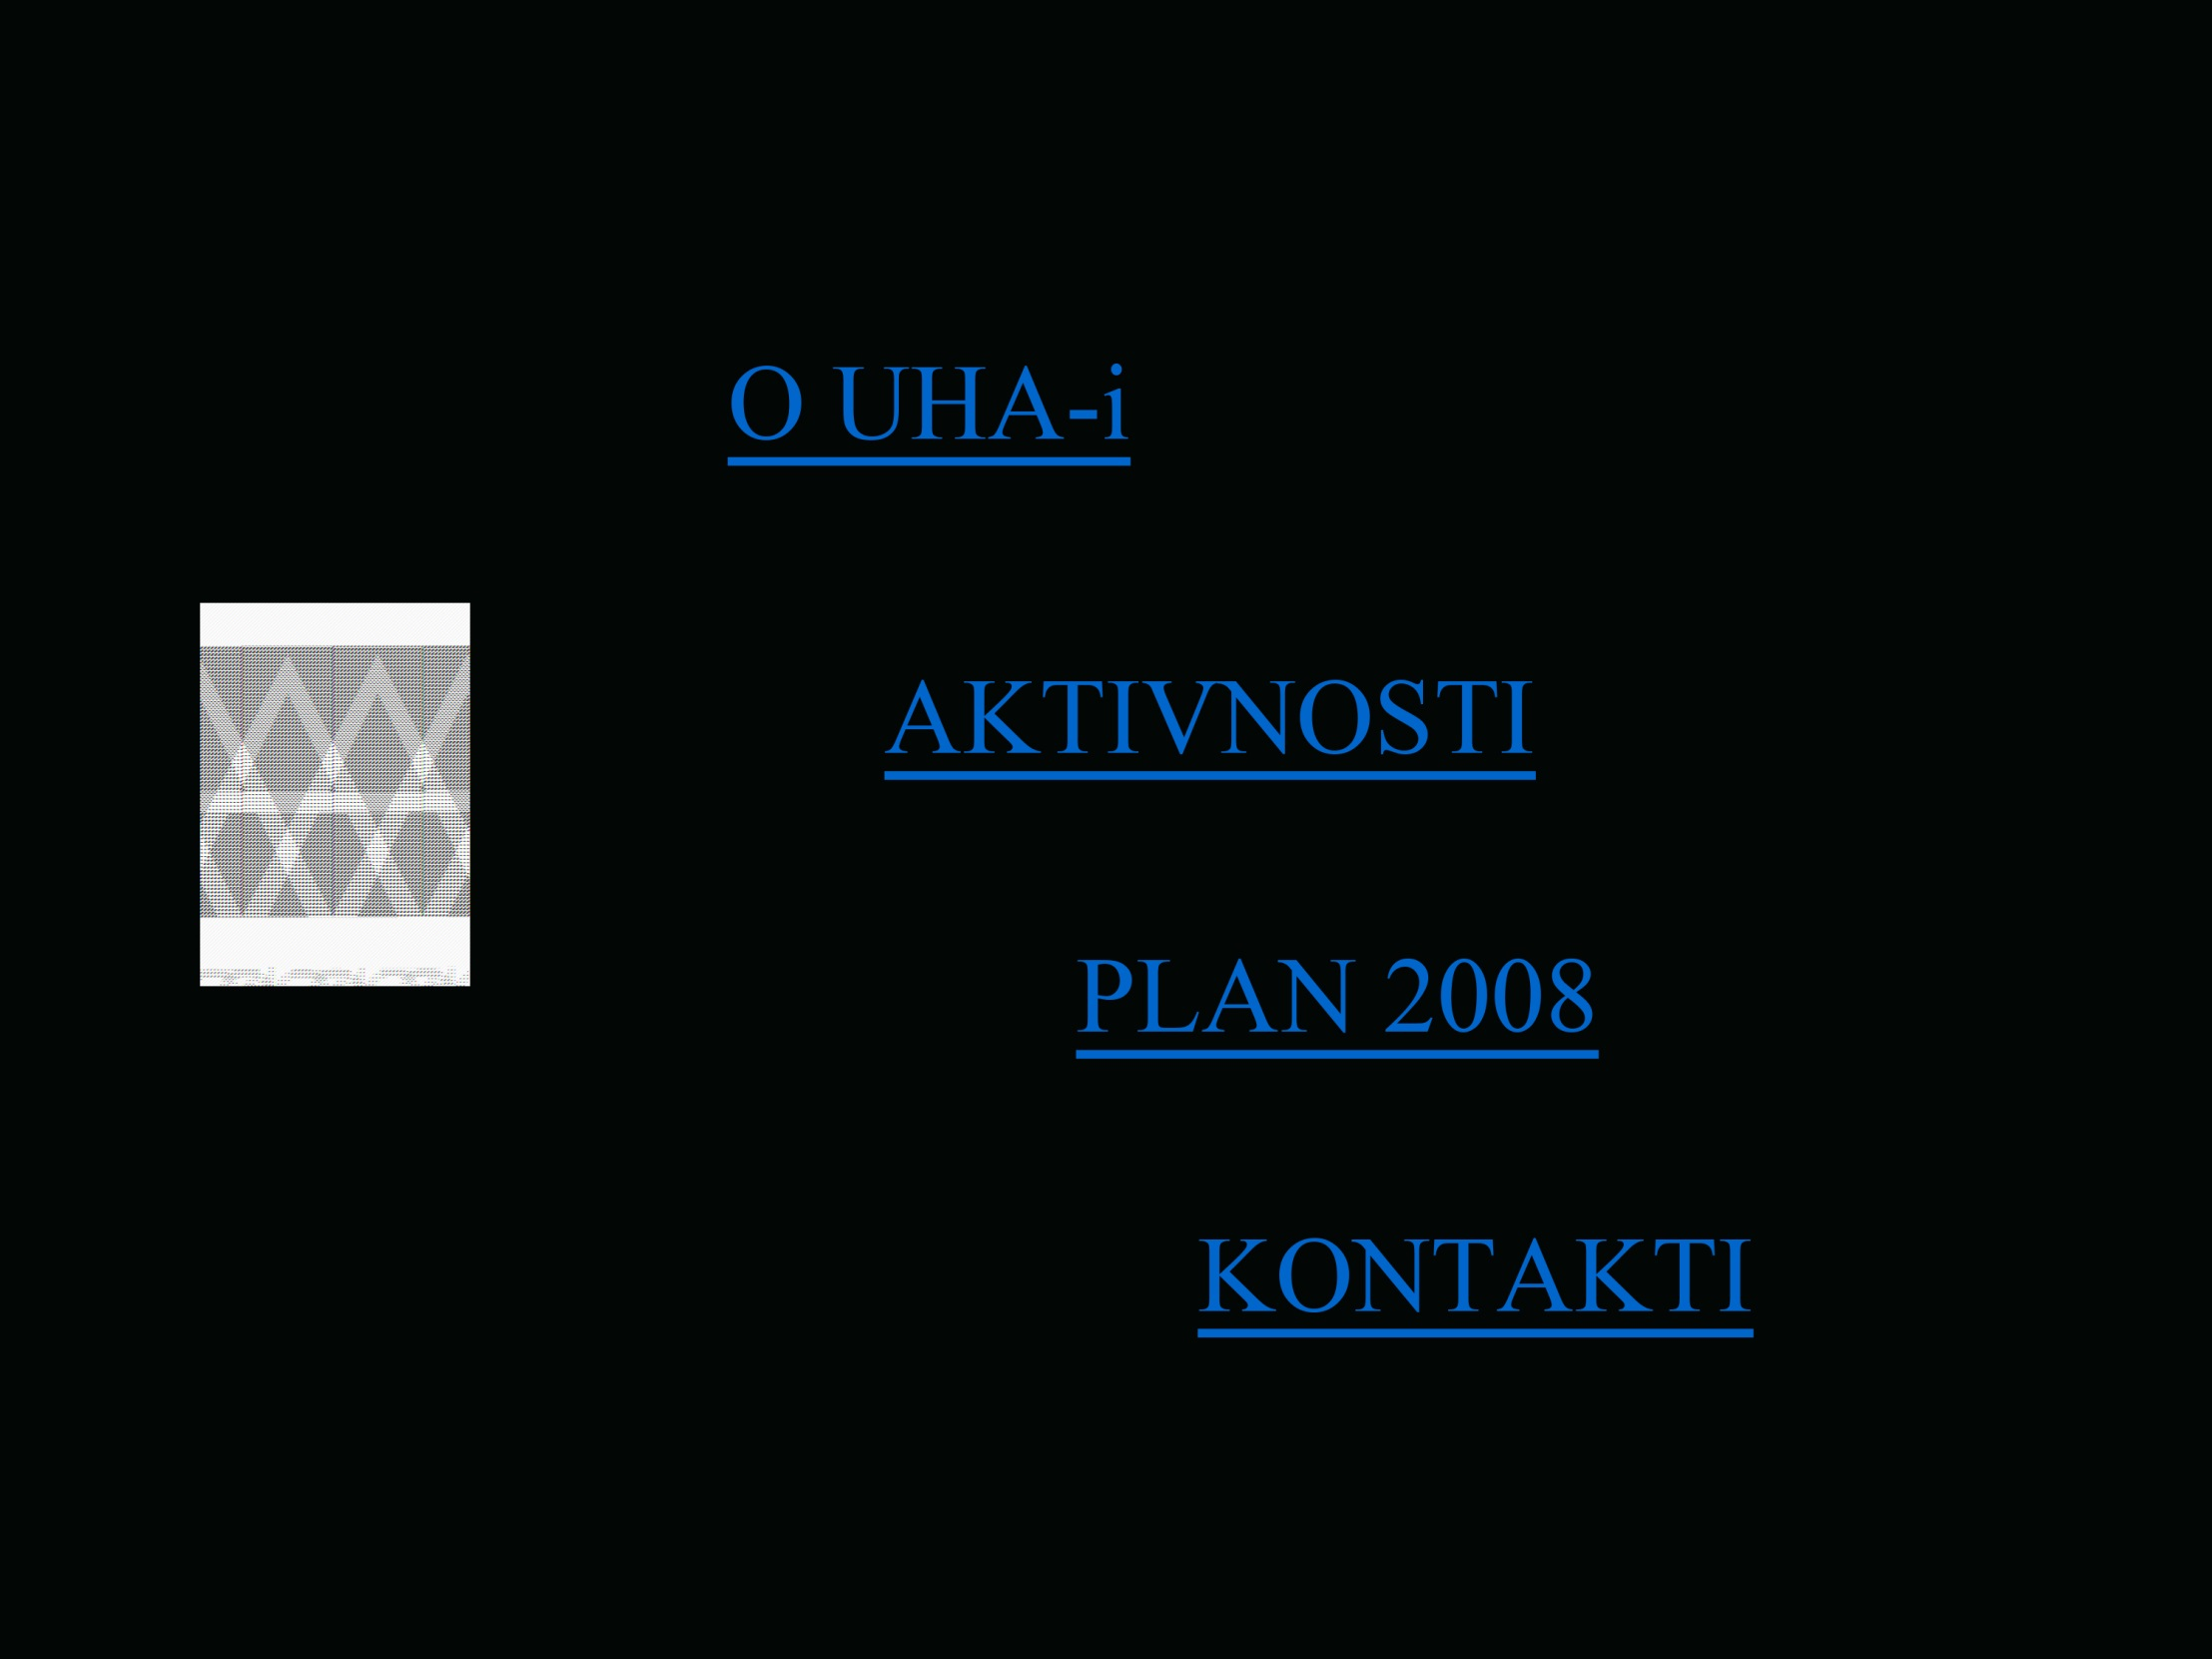 O UHA-i
AKTIVNOSTI
PLAN 2008
KONTAKTI